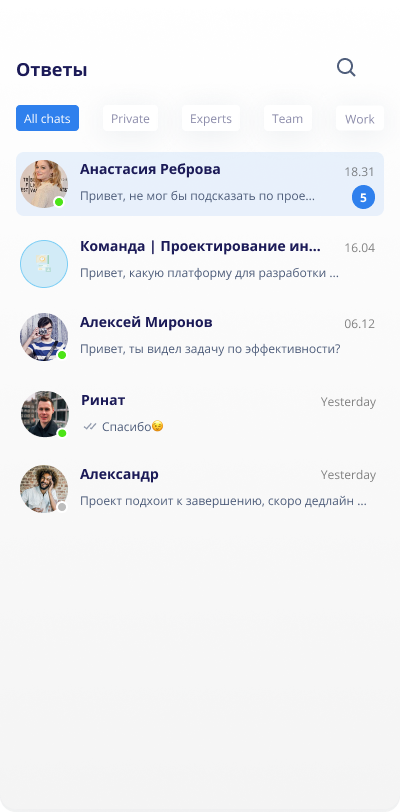 Ответы
All chats Private Experts Team Work
Анастасия Реброва 18.31
Привет, не мог бы подсказать по прое... 5
Команда | Проектирование ин... 16.04
Привет, какую платформу для разработки ...
Алексей Миронов 06.12
Привет, ты видел задачу по эффективности?
Ринат Yesterday
Спасибо😉
Александр Yesterday
Проект подхоит к завершению, скоро дедлайн ...